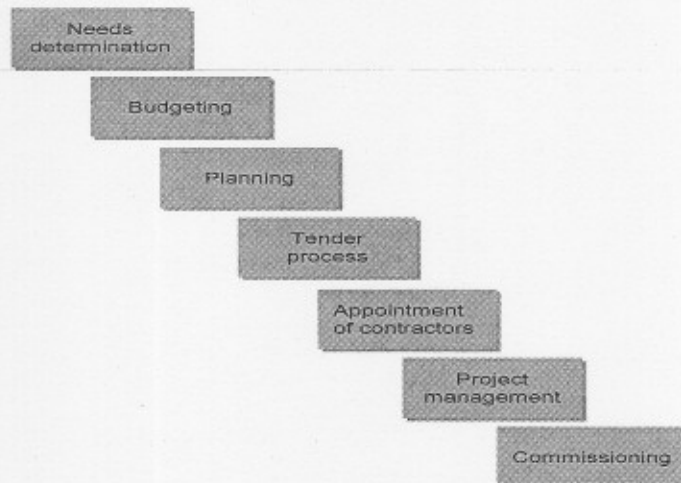 Needs
determination
Budgeting
Planning
Tender
process
Appointment
of contractors
Project
management
Commissioning